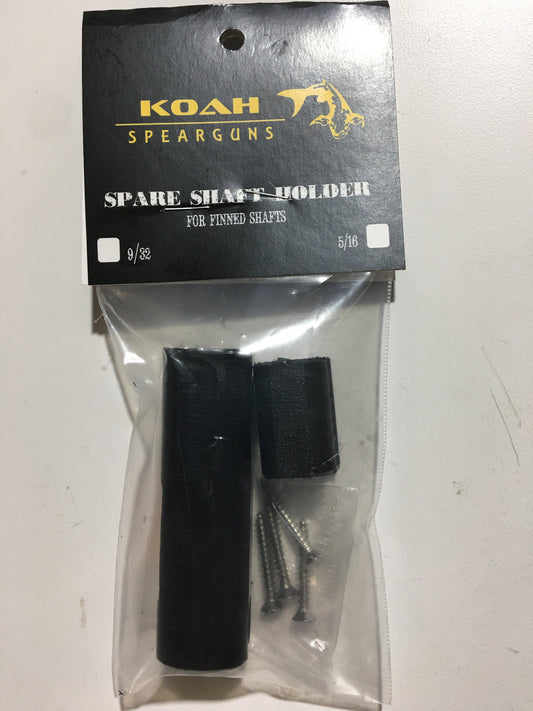 KOAH
SPEARGUNS
SPARE SHAFT HOLDER
FOR FINNED SHAFTS
9/32
5/16